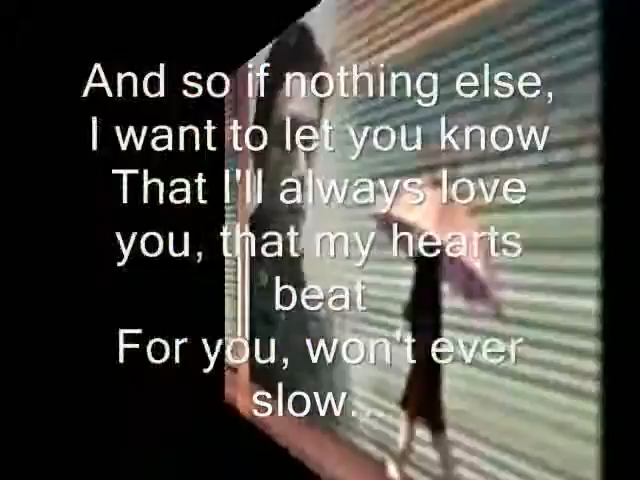 And so if nothing else,
I want to let you know
That I'll always love
you, that my hearts
beat
For you, won't ever
slow...